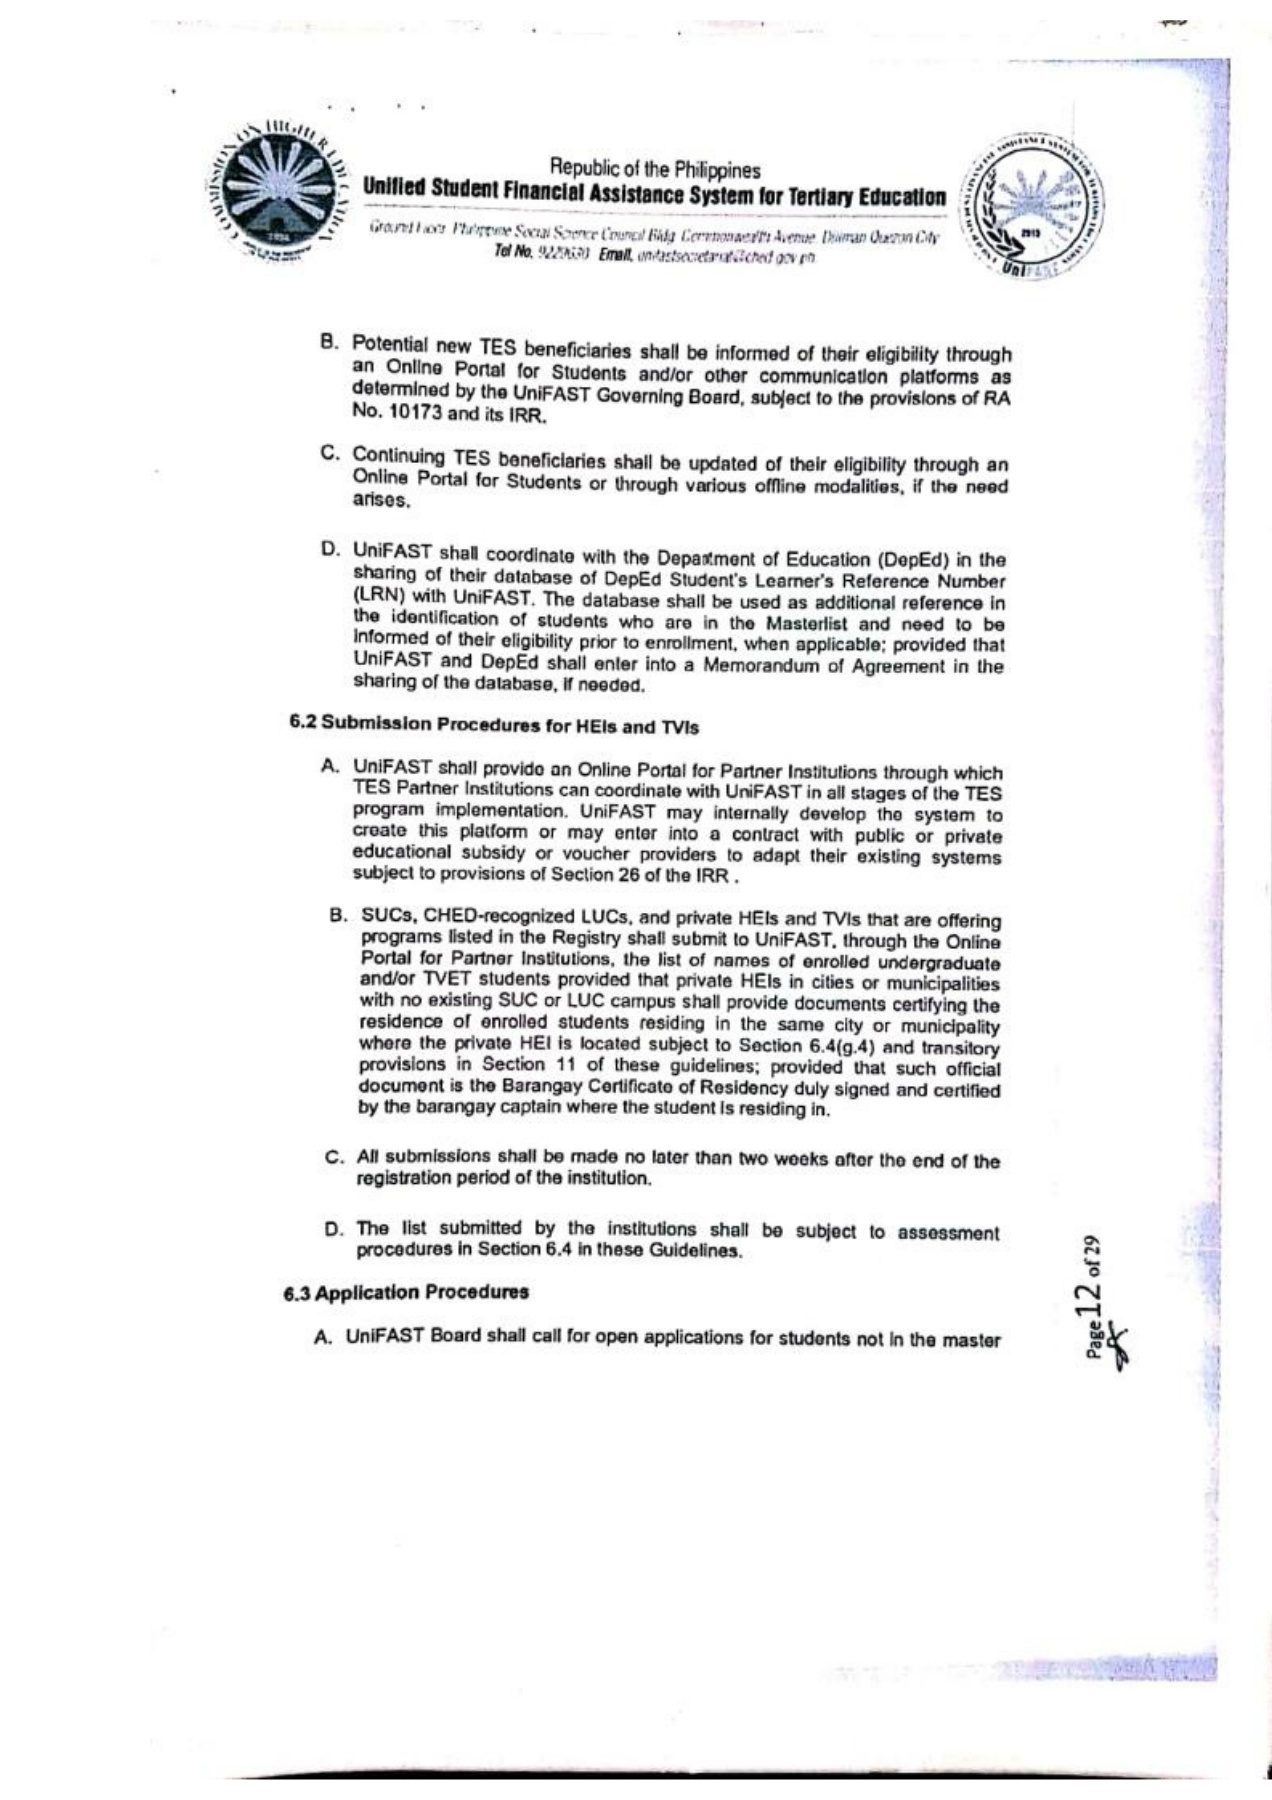 COMMISSION ON HIGHER EDUCATION
1994
Republic of the Philippines
Unified Student Financial Assistance System for Tertiary Education
Ground Floor Philippine Social Science Council Bldg Commonwealth Avenue Diliman Quezon City
Tel No. Email. unifastsecretariat@ched.gov.ph
2015
UniFAST
B. Potential new TES beneficiaries shall be informed of their eligibility through
an Online Portal for Students and/or other communication platforms as
determined by the UniFAST Governing Board, subject to the provisions of RA
No. 10173 and its IRR.
C. Continuing TES beneficiaries shall be updated of their eligibility through an
Online Portal for Students or through various offline modalities, if the need
arises.
D. UniFAST shall coordinate with the Department of Education (DepEd) in the
sharing of their database of DepEd Student's Learner's Reference Number
(LRN) with UniFAST. The database shall be used as additional reference in
the identification of students who are in the Masterlist and need to be
informed of their eligibility prior to enrollment, when applicable; provided that
UniFAST and DepEd shall enter into a Memorandum of Agreement in the
sharing of the database, if needed.
6.2 Submission Procedures for HEIs and TVIs
A. UniFAST shall provide an Online Portal for Partner Institutions through which
TES Partner Institutions can coordinate with UniFAST in all stages of the TES
program implementation. UniFAST may internally develop the system to
create this platform or may enter into a contract with public or private
educational subsidy or voucher providers to adapt their existing systems
subject to provisions of Section 26 of the IRR .
B. SUCs, CHED-recognized LUCs, and private HEIs and TVIs that are offering
programs listed in the Registry shall submit to UniFAST, through the Online
Portal for Partner Institutions, the list of names of enrolled undergraduate
and/or TVET students provided that private HEIs in cities or municipalities
with no existing SUC or LUC campus shall provide documents certifying the
residence of enrolled students residing in the same city or municipality
where the private HEI is located subject to Section 6.4(g.4) and transitory
provisions in Section 11 of these guidelines; provided that such official
document is the Barangay Certificate of Residency duly signed and certified
by the barangay captain where the student is residing in.
C. All submissions shall be made no later than two weeks after the end of the
registration period of the institution.
D. The list submitted by the institutions shall be subject to assessment
procedures in Section 6.4 in these Guidelines.
6.3 Application Procedures
A. UniFAST Board shall call for open applications for students not in the master
Page 12 of 29